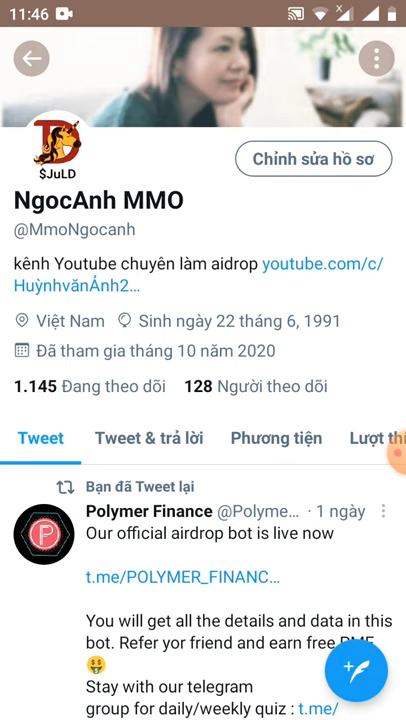 11:46
$JuLD
Chỉnh sửa hồ sơ
NgocAnh MMO
@MmoNgocanh
kênh Youtube chuyên làm aidrop youtube.com/c/
HuỳnhvănẢnh2...
Việt Nam Sinh ngày 22 tháng 6, 1991
Đã tham gia tháng 10 năm 2020
1.145 Đang theo dõi 128 Người theo dõi
Tweet Tweet & trả lời Phương tiện Lượt
Bạn đã Tweet lại
Polymer Finance @Polyme... · 1 ngày
Our official airdrop bot is live now
t.me/POLYMER_FINANC...
You will get all the details and data in this
bot. Refer yor friend and earn free
🤑
Stay with our telegram
group for daily/weekly quiz : t.me/